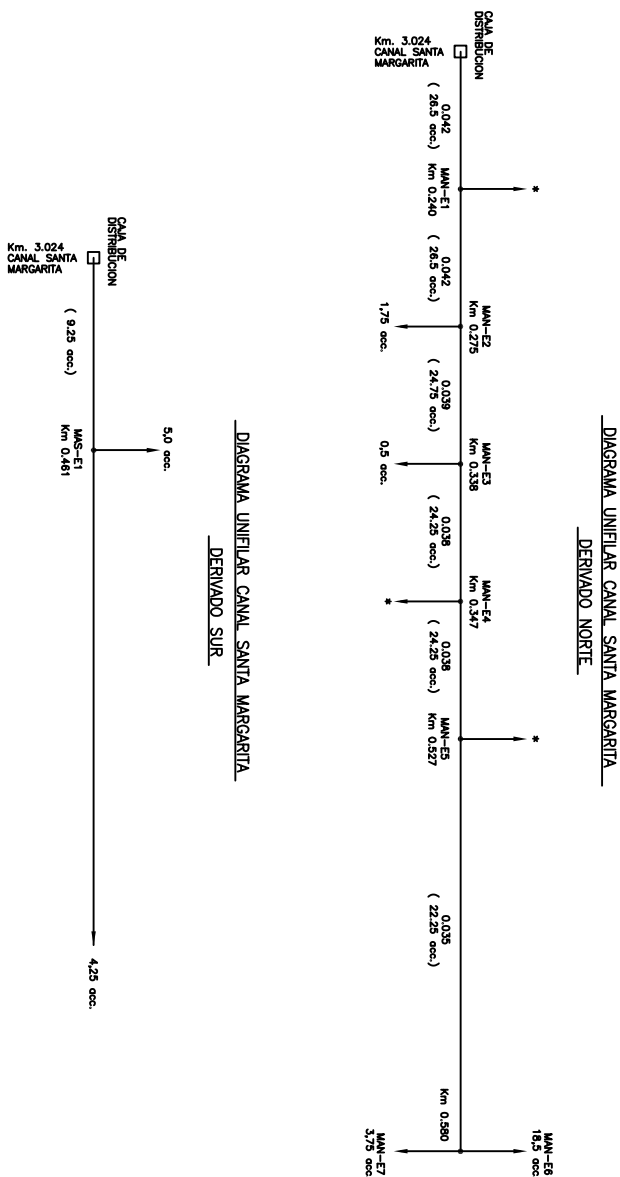 DIAGRAMA UNIFILAR CANAL SANTA MARGARITA
DERIVADO NORTE
CAJA DE
DISTRIBUCION
Km. 3.024
CANAL SANTA
MARGARITA
0.042
( 26.5 acc.)
*
MAN-E1
Km 0.240
0.042
( 26.5 acc.)
MAN-E2
Km 0.275
1,75 acc.
0.039
( 24.75 acc.)
MAN-E3
Km 0.338
0,5 acc.
0.038
( 24.25 acc.)
MAN-E4
Km 0.347
*
0.038
( 24.25 acc.)
*
MAN-E5
Km 0.527
0.035
( 22.25 acc.)
Km 0.580
MAN-E6
18,5 acc
MAN-E7
3,75 acc
DIAGRAMA UNIFILAR CANAL SANTA MARGARITA
DERIVADO SUR
CAJA DE
DISTRIBUCION
Km. 3.024
CANAL SANTA
MARGARITA
( 9.25 acc.)
5,0 acc.
MAS-E1
Km 0.461
4,25 acc.